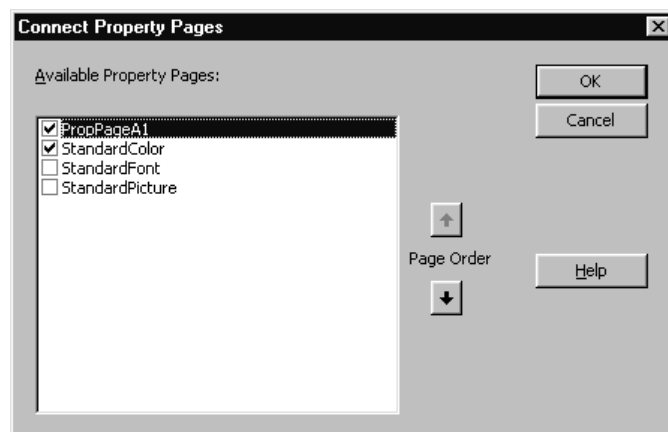 Connect Property Pages
Available Property Pages:
PropPageA1
StandardColor
StandardFont
StandardPicture
OK
Cancel
Page Order
Help